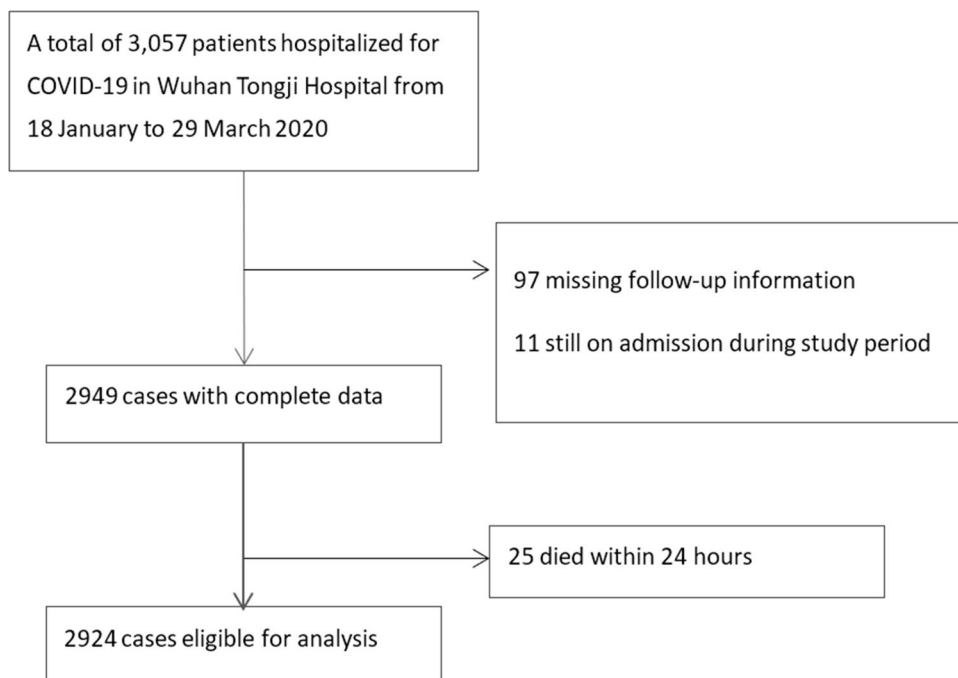 A total of 3,057 patients hospitalized for
COVID-19 in Wuhan Tongji Hospital from
18 January to 29 March 2020
97 missing follow-up information
11 still on admission during study period
2949 cases with complete data
25 died within 24 hours
2924 cases eligible for analysis